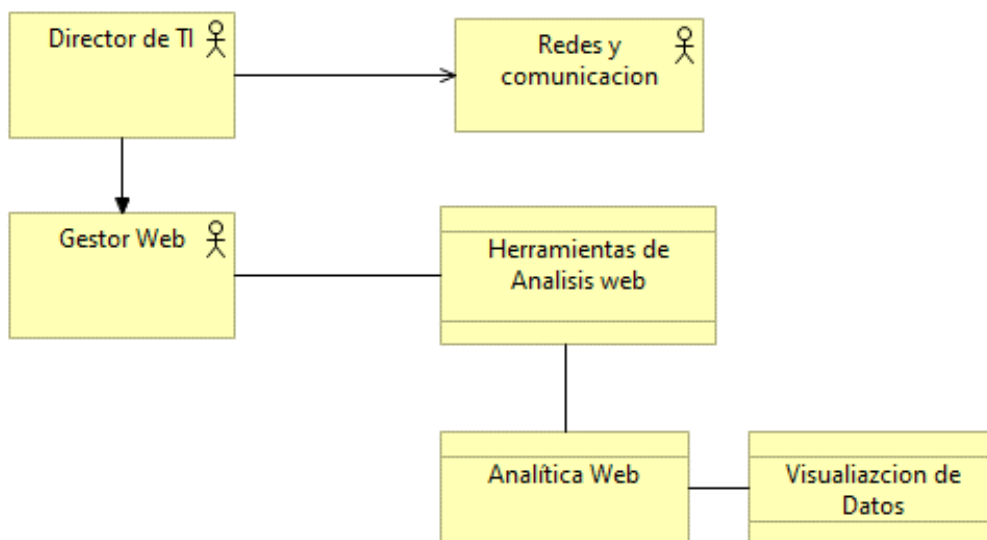 Director de TI
Redes y
comunicacion
Gestor Web
Herramientas de
Analisis web
Analítica Web
Visualiazcion de
Datos